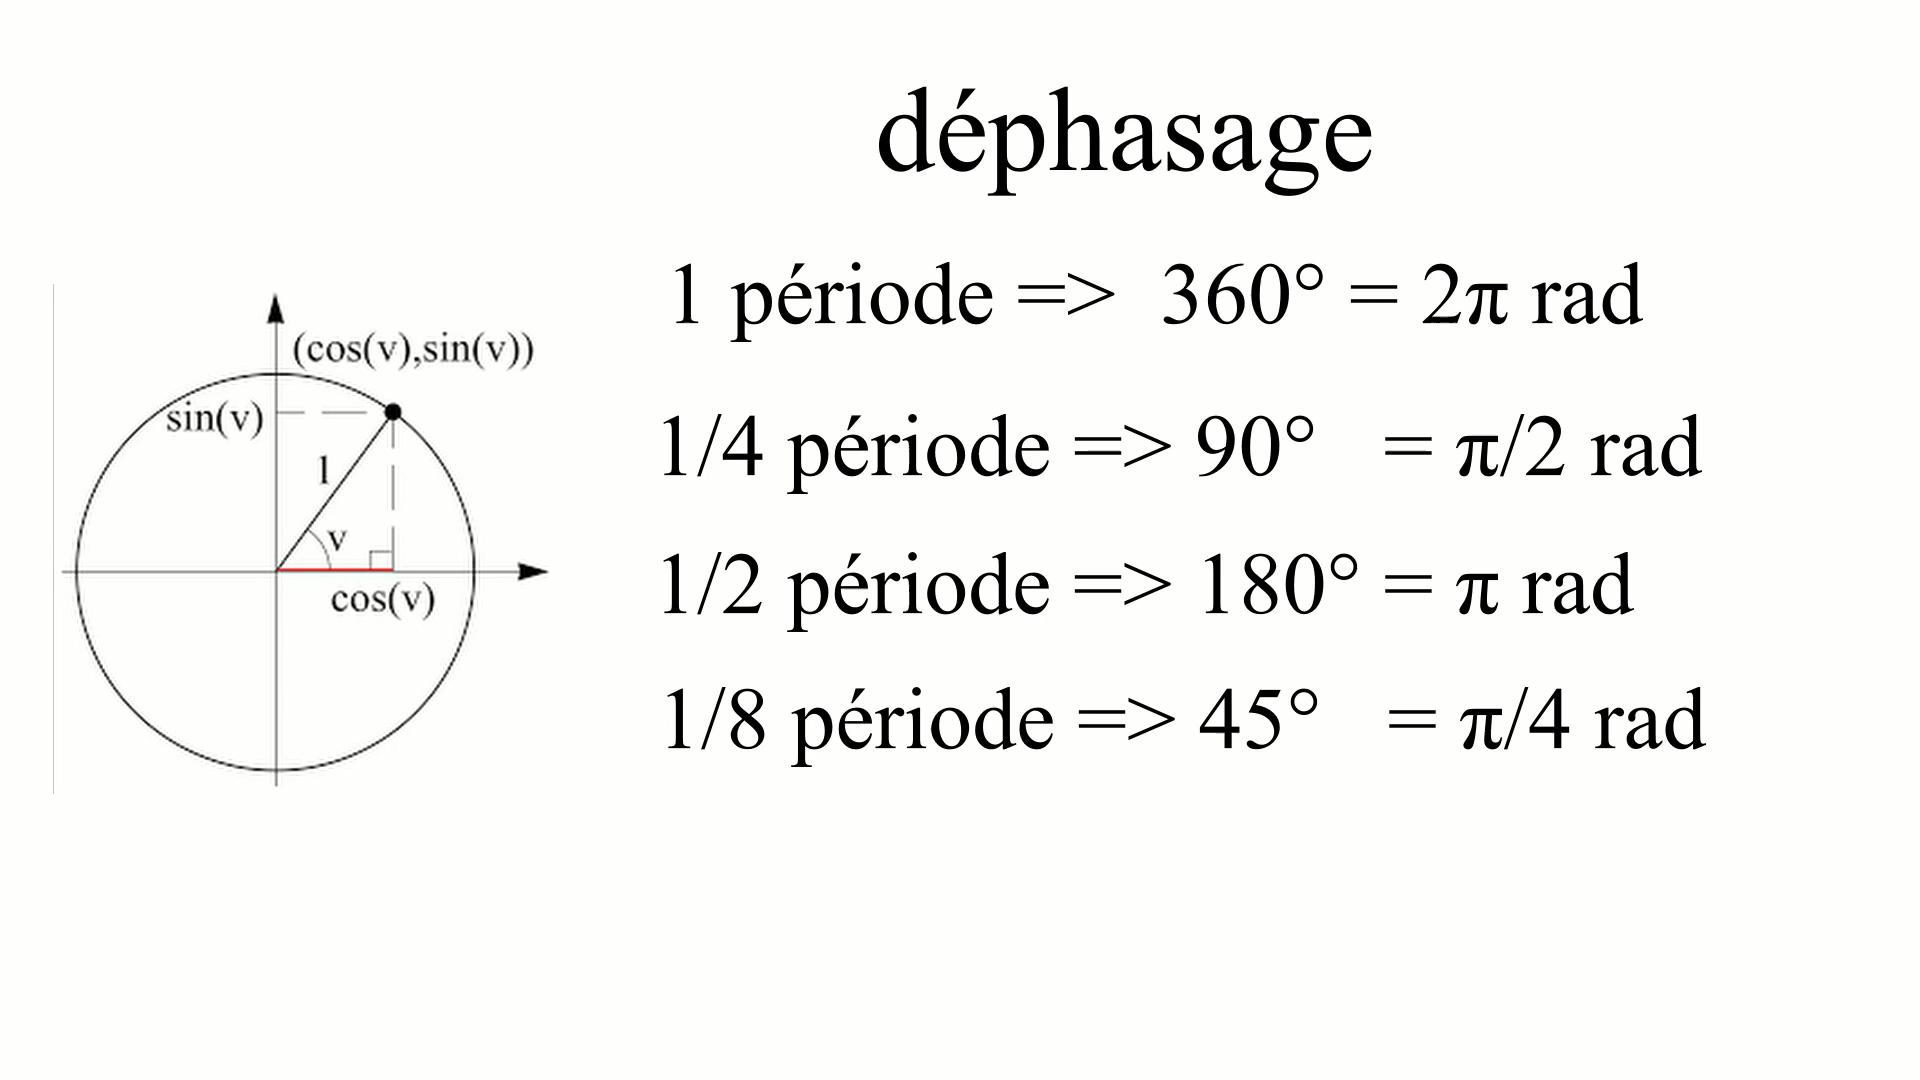 déphasage
1 période => 360° = 2π rad
1/4 période => 90° = π/2 rad
1/2 période => 180° = π rad
1/8 période => 45° = π/4 rad
(cos(v),sin(v))
sin(v)
1
v
cos(v)